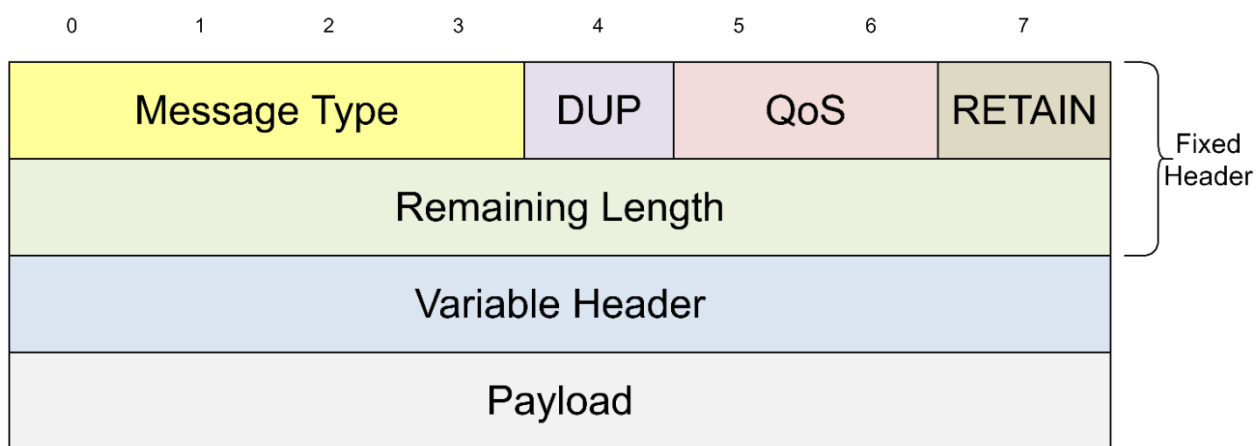 0 1 2 3 4 5 6 7
Message Type DUP QoS RETAIN
Fixed
Header
Remaining Length
Variable Header
Payload